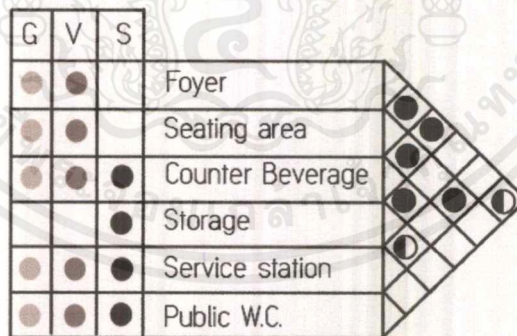 G V S
Foyer
Seating area
Counter Beverage
Storage
Service station
Public W.C.